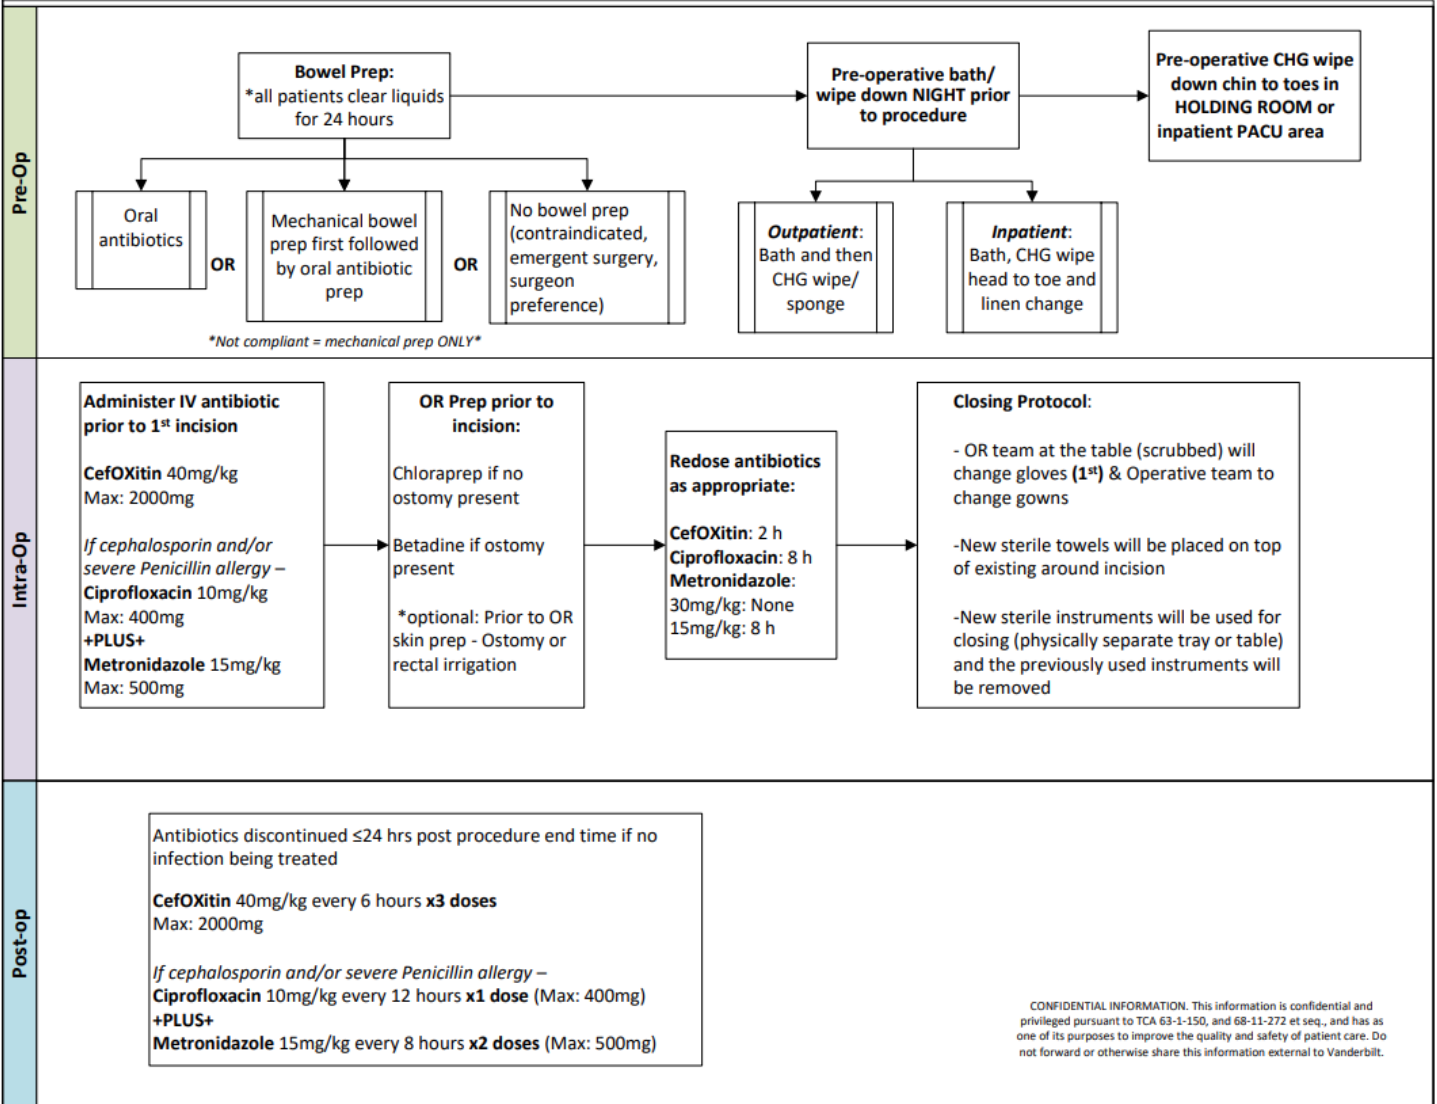 Pre-Op
Bowel Prep:
*all patients clear liquids
for 24 hours
Pre-operative bath/
wipe down NIGHT prior
to procedure
Pre-operative CHG wipe
down chin to toes in
HOLDING ROOM or
inpatient PACU area
Oral
antibiotics
OR
Mechanical bowel
prep first followed
by oral antibiotic
prep
OR
No bowel prep
(contraindicated,
emergent surgery,
surgeon
preference)
*Not compliant = mechanical prep ONLY*
Outpatient:
Bath and then
CHG wipe/
sponge
Inpatient:
Bath, CHG wipe
head to toe and
linen change
Intra-Op
Administer IV antibiotic
prior to 1st incision
CefOXitin 40mg/kg
Max: 2000mg
If cephalosporin and/or
severe Penicillin allergy –
Ciprofloxacin 10mg/kg
Max: 400mg
+PLUS+
Metronidazole 15mg/kg
Max: 500mg
OR Prep prior to
incision:
Chloraprep if no
ostomy present
Betadine if ostomy
present
*optional: Prior to OR
skin prep - Ostomy or
rectal irrigation
Redose antibiotics
as appropriate:
CefOXitin: 2 h
Ciprofloxacin: 8 h
Metronidazole:
30mg/kg: None
15mg/kg: 8 h
Closing Protocol:
- OR team at the table (scrubbed) will
change gloves (1st) & Operative team to
change gowns
-New sterile towels will be placed on top
of existing around incision
-New sterile instruments will be used for
closing (physically separate tray or table)
and the previously used instruments will
be removed
Post-op
Antibiotics discontinued ≤24 hrs post procedure end time if no
infection being treated
CefOXitin 40mg/kg every 6 hours x3 doses
Max: 2000mg
If cephalosporin and/or severe Penicillin allergy –
Ciprofloxacin 10mg/kg every 12 hours x1 dose (Max: 400mg)
+PLUS+
Metronidazole 15mg/kg every 8 hours x2 doses (Max: 500mg)
CONFIDENTIAL INFORMATION. This information is confidential and
privileged pursuant to TCA 63-1-150, and 68-11-272 et seq., and has as
one of its purposes to improve the quality and safety of patient care. Do
not forward or otherwise share this information external to Vanderbilt.